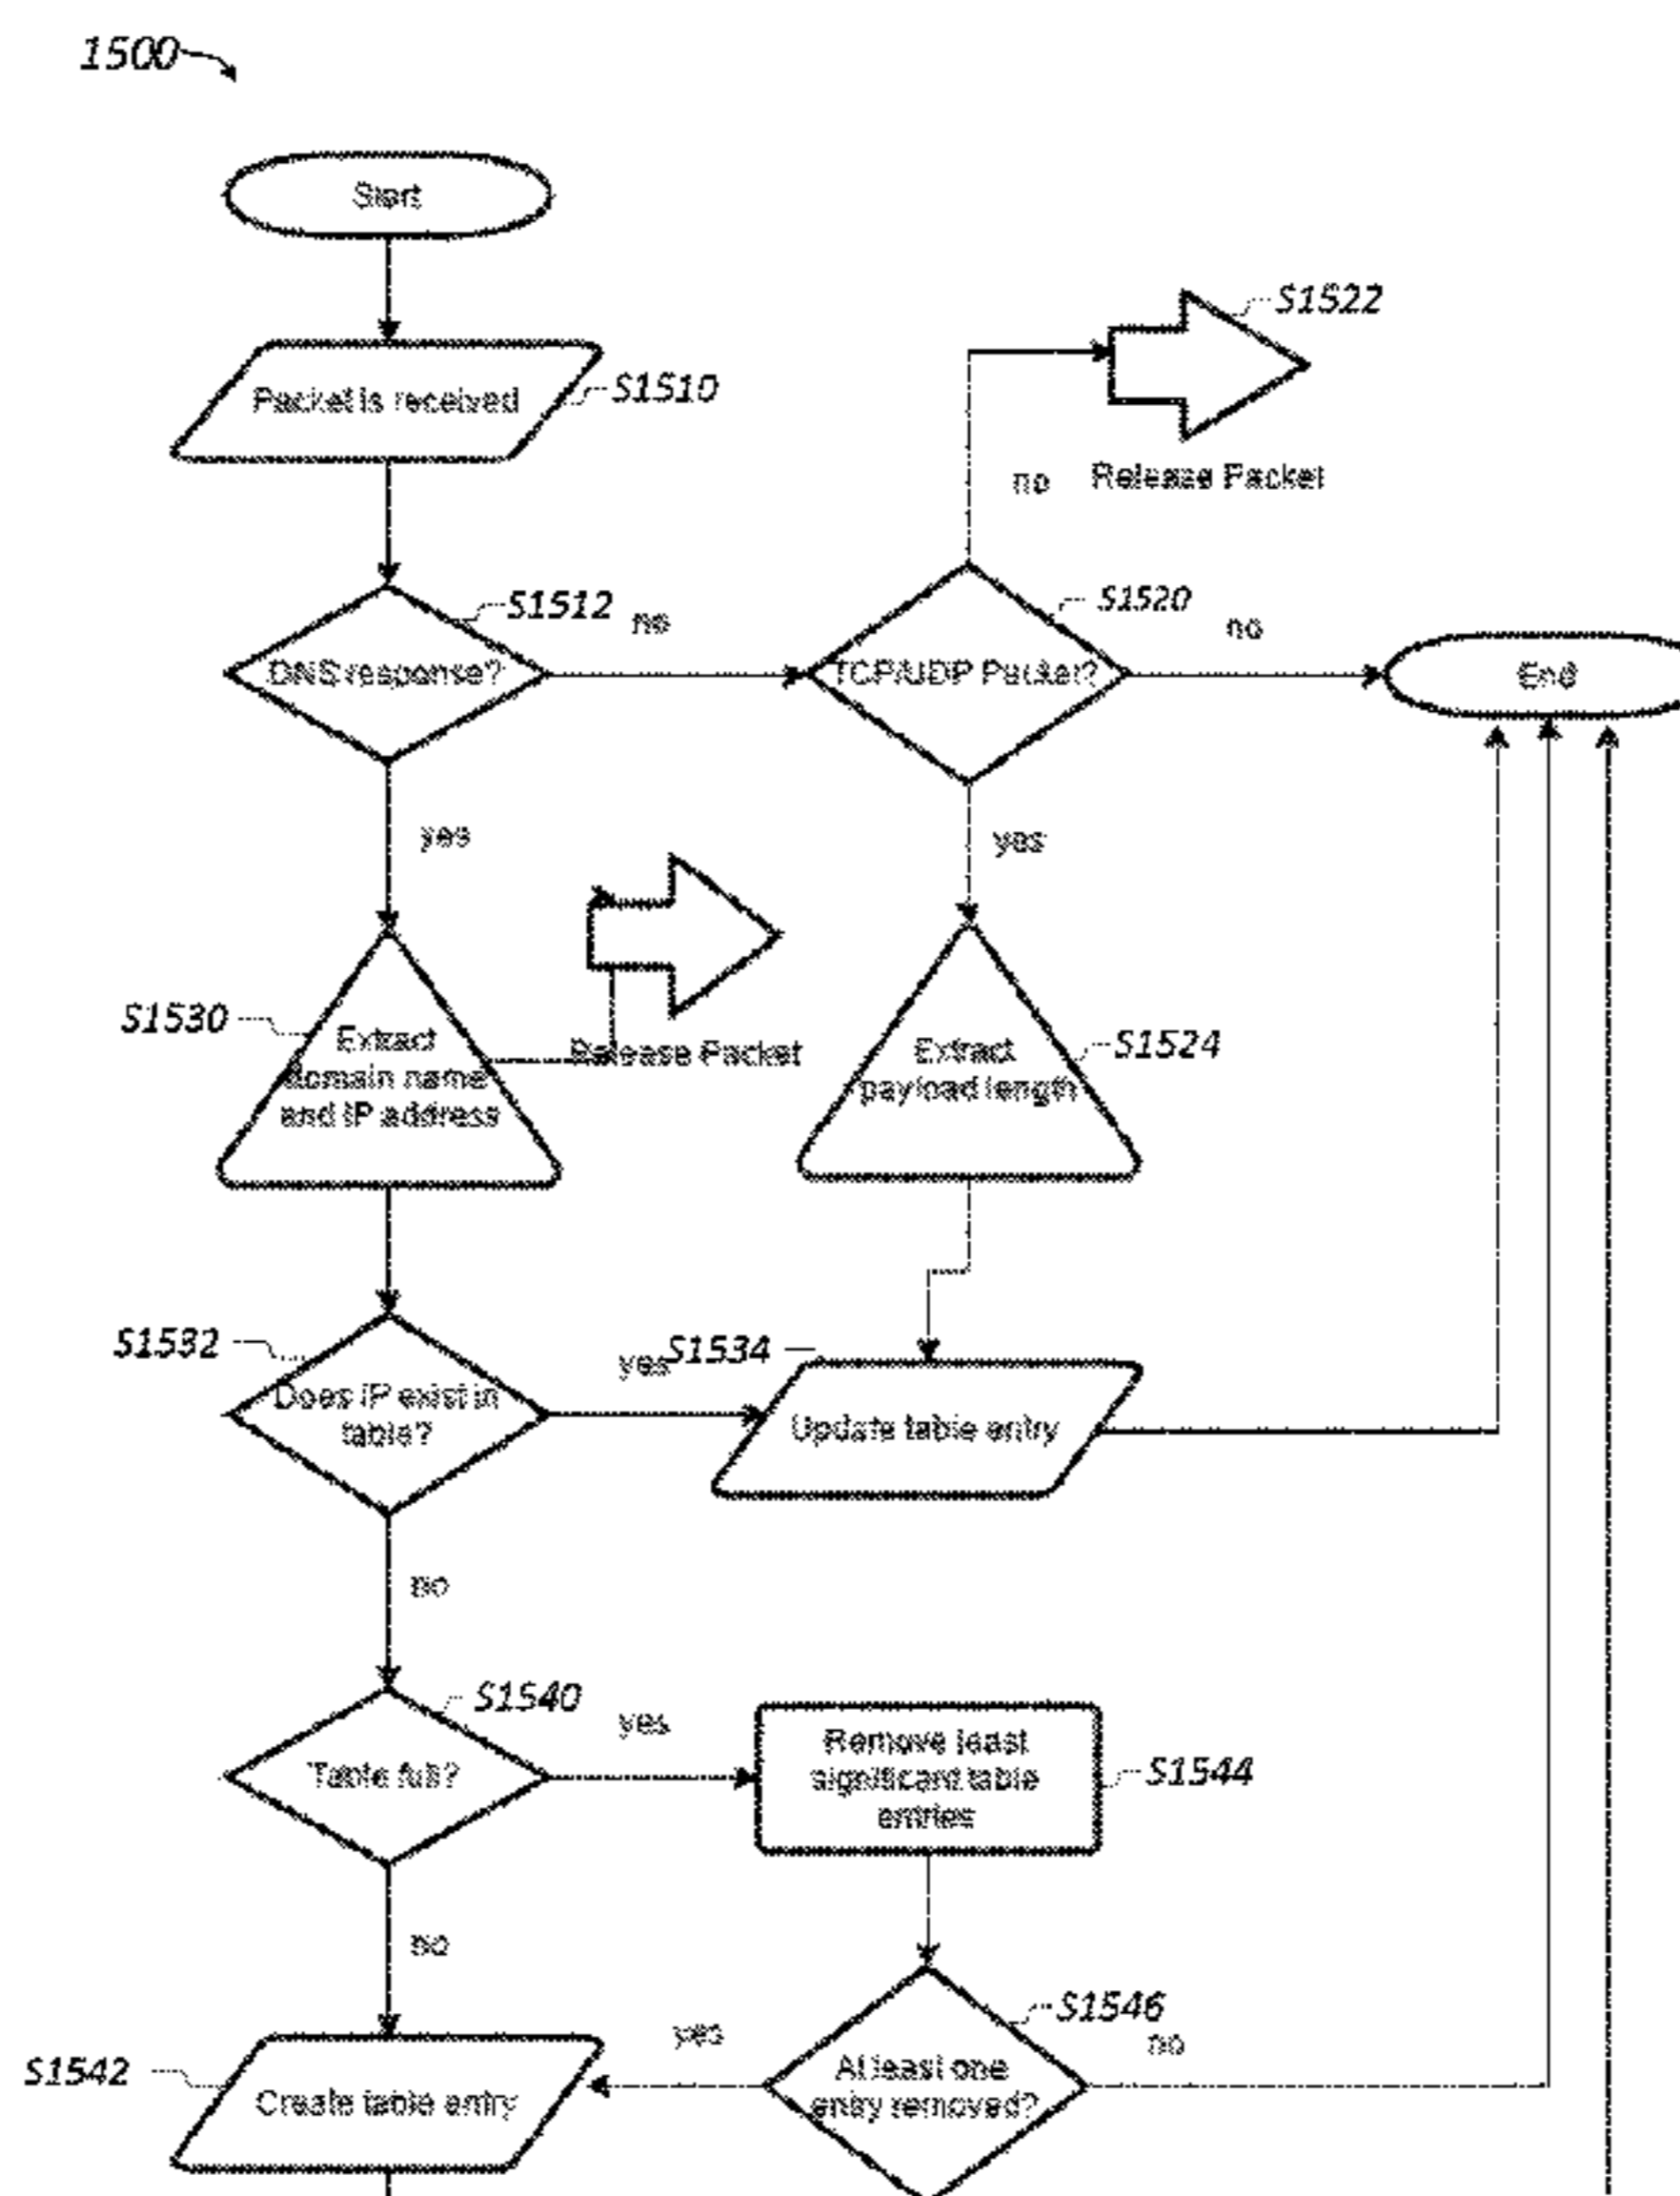 1500
Start
S1522
Packet is received
S1510
no
Release Packet
S1512
no
S1520
no
DNS response?
TCP/UDP Packet?
End
yes
yes
S1530
Extract
domain name
and IP address
Release Packet
Extract
payload length
S1524
S1532
yes
S1534
Does IP exist in
table?
Update table entry
no
S1540
yes
Table full?
Remove least
significant table
entries
S1544
no
S1546
yes
no
S1542
Create table entry
At least one
entry removed?